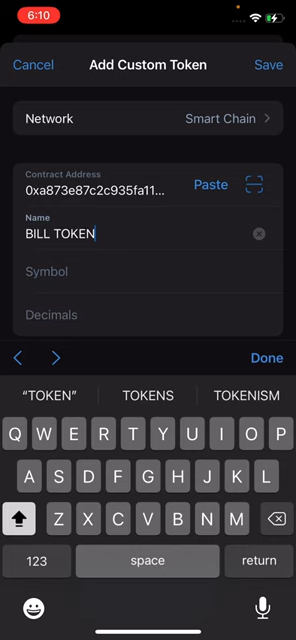 6:10
Cancel
Add Custom Token
Save
Network
Smart Chain
Contract Address
0xa873e87c2c935fa11...
Paste
Name
BILL TOKEN
Symbol
Decimals
Done
“TOKEN”
TOKENS
TOKENISM
Q W E R T Y U I O P
A S D F G H J K L
Z X C V B N M
123
space
return